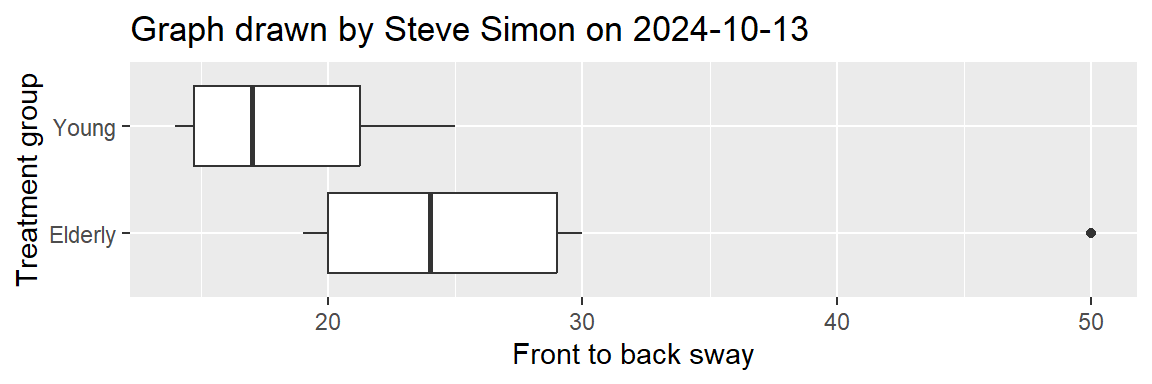 Graph drawn by Steve Simon on 2024-10-13
Treatment group
Young
Elderly
20 30 40 50
Front to back sway